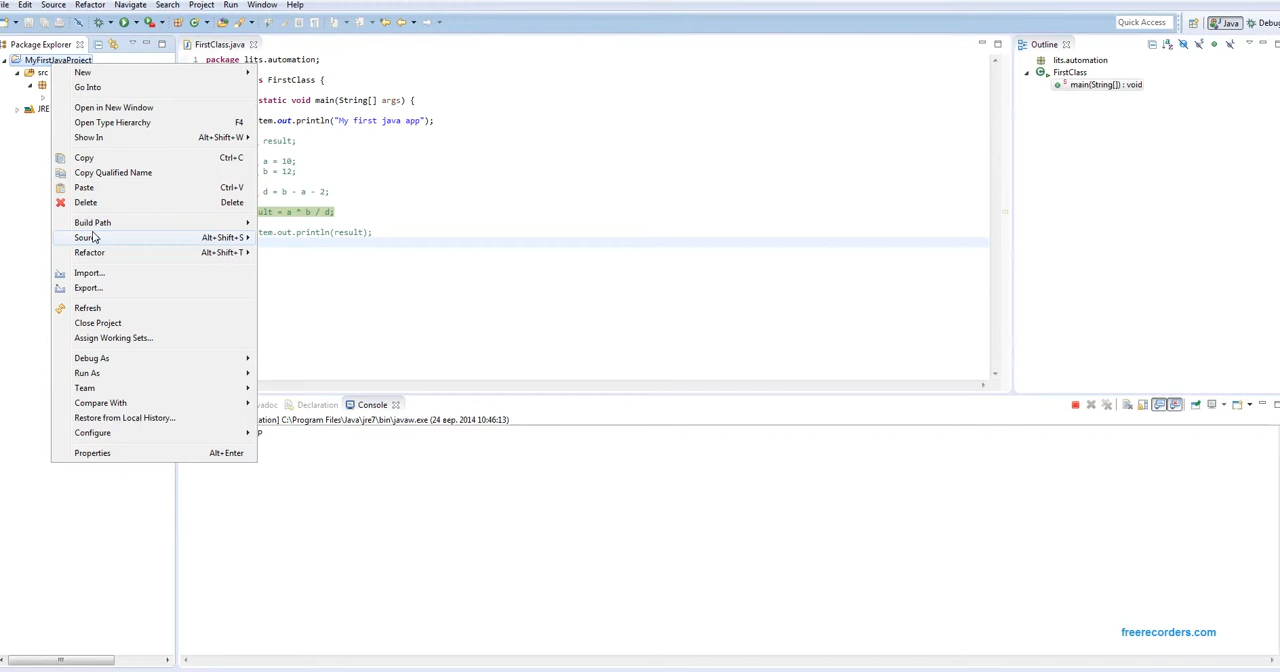 File Edit Source Refactor Navigate Search Project Run Window Help
Quick Access Java Debug
Package Explorer
MyFirstJavaProject
src
JRE
New
Go Into
Open in New Window
Open Type Hierarchy F4
Show In Alt+Shift+W
Copy Ctrl+C
Copy Qualified Name
Paste Ctrl+V
Delete Delete
Build Path
Source Alt+Shift+S
Refactor Alt+Shift+T
Import...
Export...
Refresh
Close Project
Assign Working Sets...
Debug As
Run As
Team
Compare With
Restore from Local History...
Configure
Properties Alt+Enter
FirstClass.java
1 package lits.automation;
s FirstClass {
static void main(String[] args) {
tem.out.println("My first java app");
result;
a = 10;
b = 12;
d = b - a - 2;
ult = a * b / d;
tem.out.println(result);
Outline
lits.automation
FirstClass
main(String[]) : void
vadoc Declaration Console
ation] C:\Program Files\Java\jre7\bin\javaw.exe (24 вер. 2014 10:46:13)
p
freerecorders.com